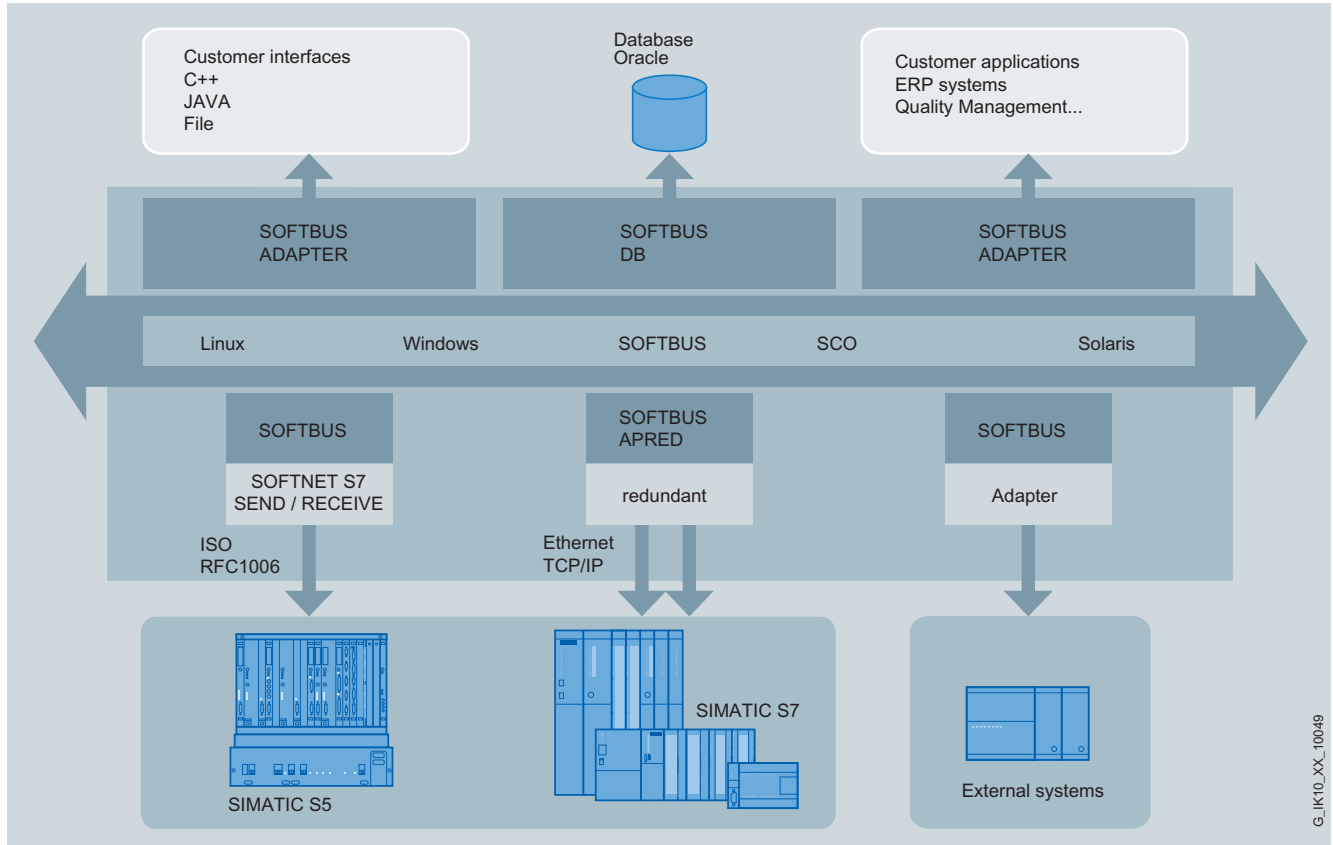 Customer interfaces
C++
JAVA
File
Database
Oracle
Customer applications
ERP systems
Quality Management...
SOFTBUS
ADAPTER
SOFTBUS
DB
SOFTBUS
ADAPTER
Linux
Windows
SOFTBUS
SCO
Solaris
SOFTBUS
SOFTNET S7
SEND / RECEIVE
SOFTBUS
APRED
redundant
SOFTBUS
Adapter
ISO
RFC1006
Ethernet
TCP/IP
SIMATIC S5
SIMATIC S7
External systems
G_IK10_XX_10049